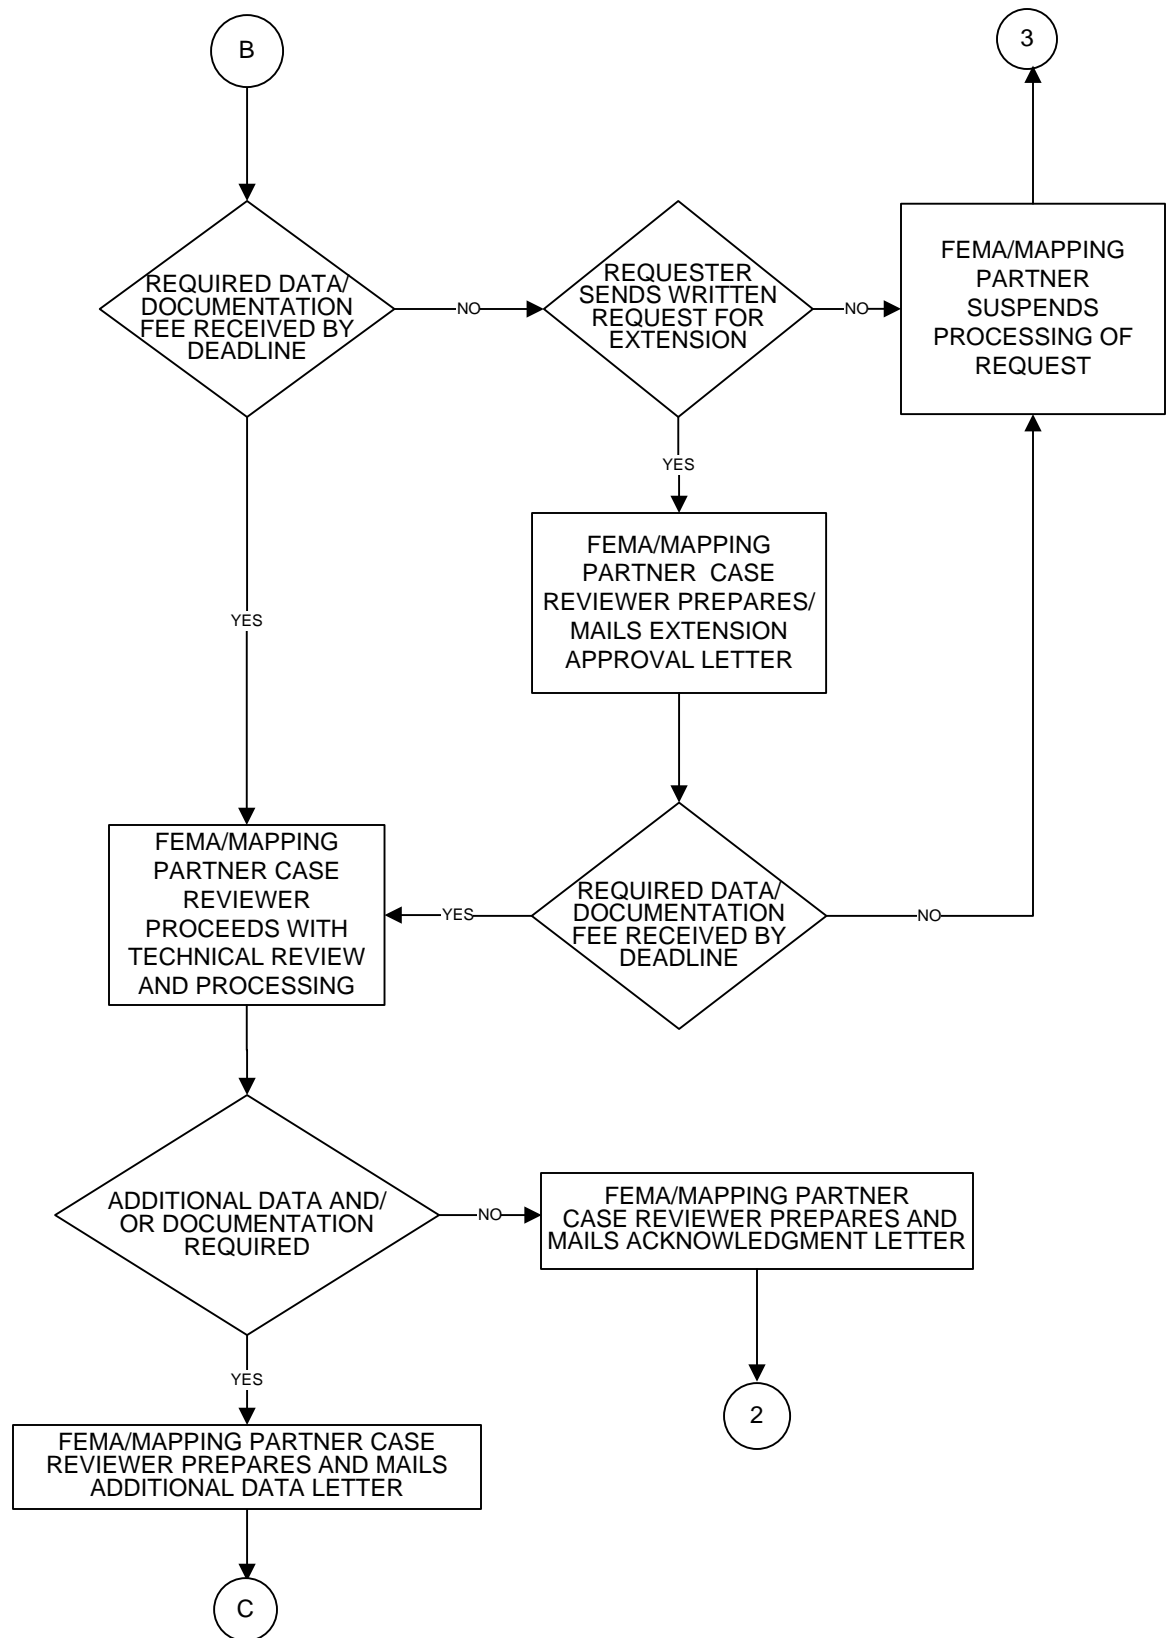 B
3
REQUIRED DATA/
DOCUMENTATION
FEE RECEIVED BY
DEADLINE
NO
REQUESTER
SENDS WRITTEN
REQUEST FOR
EXTENSION
NO
FEMA/MAPPING
PARTNER
SUSPENDS
PROCESSING OF
REQUEST
YES
FEMA/MAPPING
PARTNER CASE
REVIEWER PREPARES/
MAILS EXTENSION
APPROVAL LETTER
YES
FEMA/MAPPING
PARTNER CASE
REVIEWER
PROCEEDS WITH
TECHNICAL REVIEW
AND PROCESSING
YES
REQUIRED DATA/
DOCUMENTATION
FEE RECEIVED BY
DEADLINE
NO
ADDITIONAL DATA AND/
OR DOCUMENTATION
REQUIRED
NO
FEMA/MAPPING PARTNER
CASE REVIEWER PREPARES AND
MAILS ACKNOWLEDGMENT LETTER
YES
2
FEMA/MAPPING PARTNER CASE
REVIEWER PREPARES AND MAILS
ADDITIONAL DATA LETTER
C